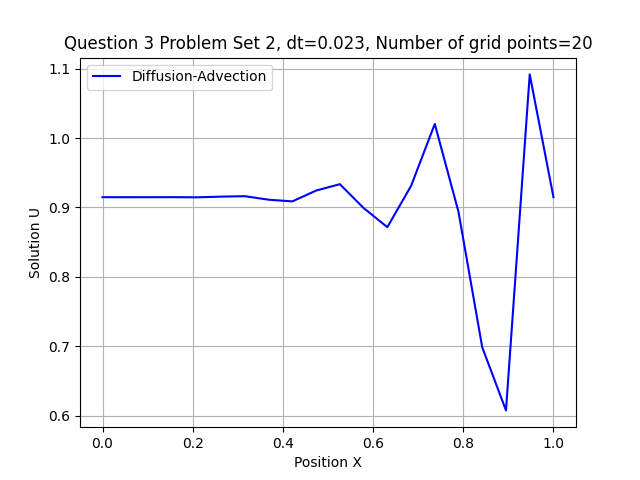 Question 3 Problem Set 2, dt=0.023, Number of grid points=20
Diffusion-Advection
Solution U
1.1
1.0
0.9
0.8
0.7
0.6
0.0 0.2 0.4 0.6 0.8 1.0
Position X